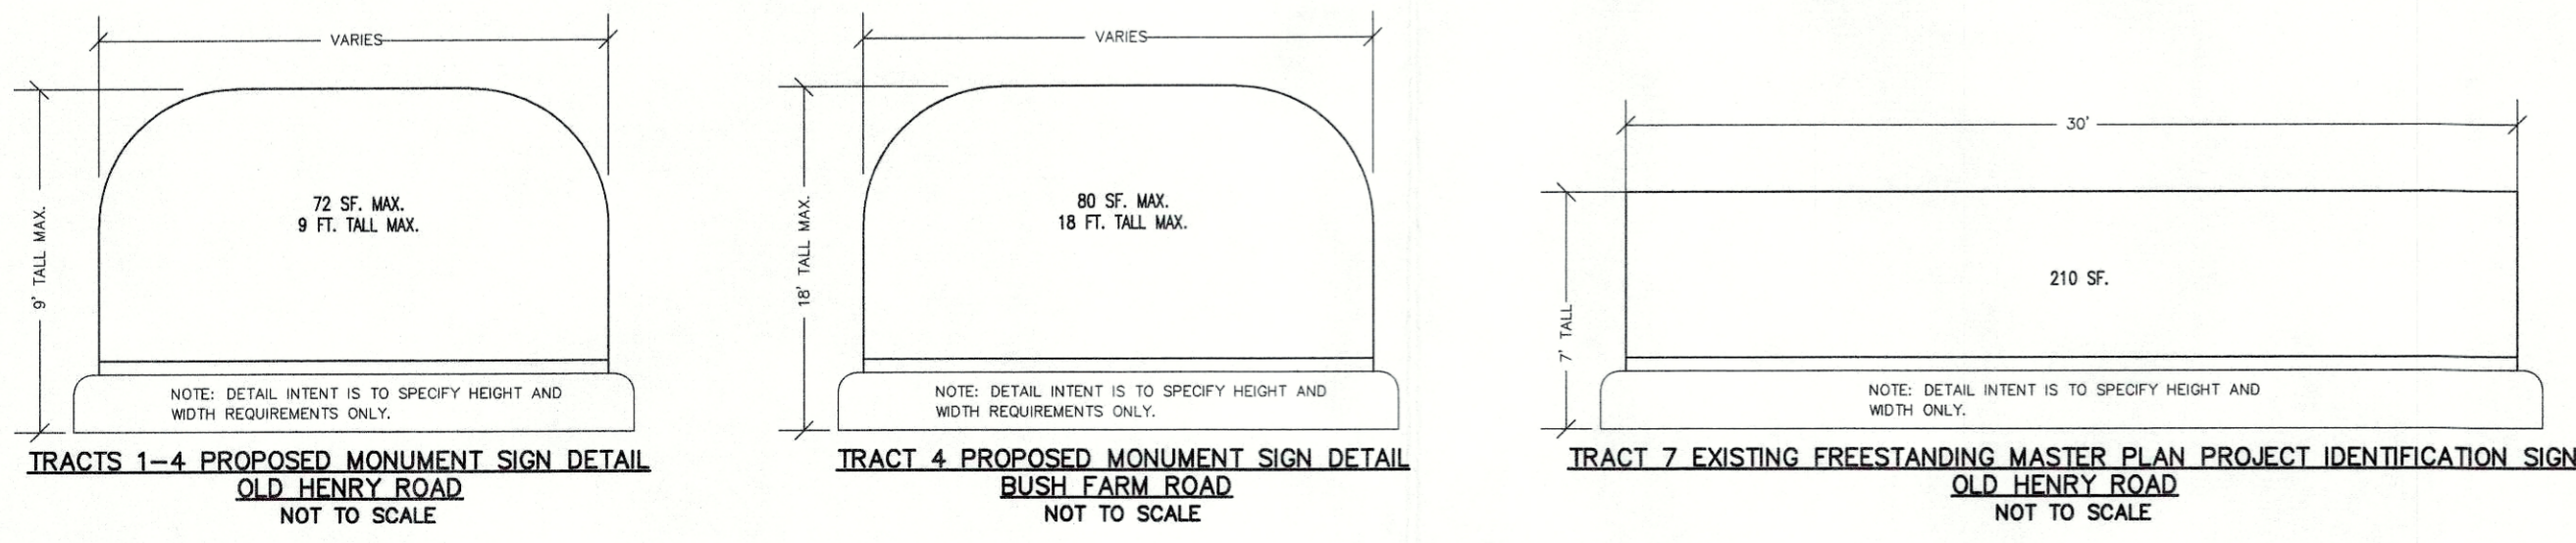 VARIES
9' TALL MAX.
72 SF. MAX.
9 FT. TALL MAX.
NOTE: DETAIL INTENT IS TO SPECIFY HEIGHT AND
WIDTH REQUIREMENTS ONLY.
TRACTS 1-4 PROPOSED MONUMENT SIGN DETAIL
OLD HENRY ROAD
NOT TO SCALE
VARIES
18' TALL MAX.
80 SF. MAX.
18 FT. TALL MAX.
NOTE: DETAIL INTENT IS TO SPECIFY HEIGHT AND
WIDTH REQUIREMENTS ONLY.
TRACT 4 PROPOSED MONUMENT SIGN DETAIL
BUSH FARM ROAD
NOT TO SCALE
30'
7' TALL
210 SF.
NOTE: DETAIL INTENT IS TO SPECIFY HEIGHT AND
WIDTH ONLY.
TRACT 7 EXISTING FREESTANDING MASTER PLAN PROJECT IDENTIFICATION SIGN
OLD HENRY ROAD
NOT TO SCALE